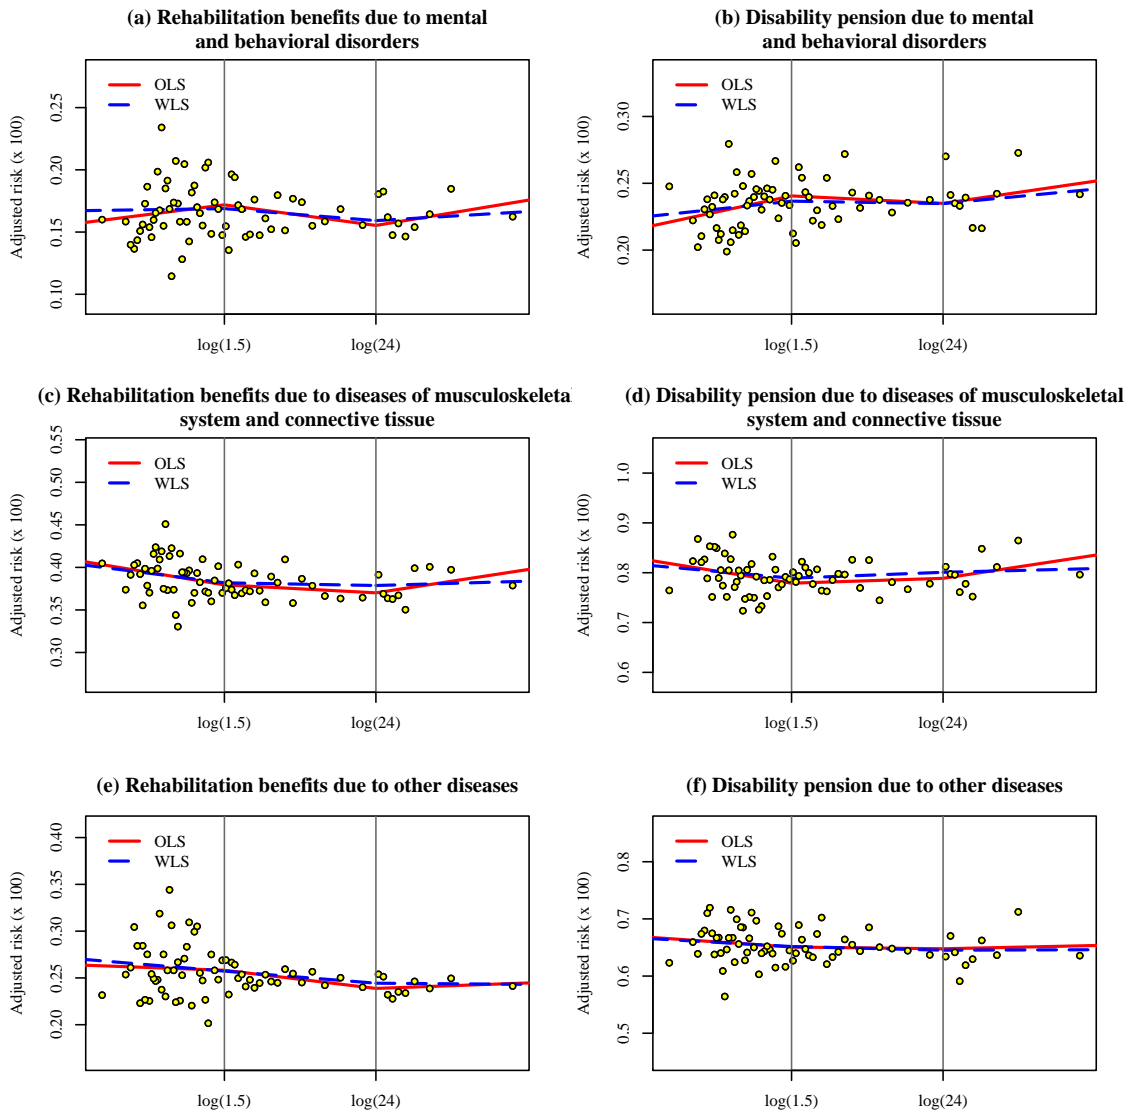 (a) Rehabilitation benefits due to mental
and behavioral disorders
Adjusted risk (x 100)
0.25
0.20
0.15
0.10
OLS
WLS
log(1.5)
log(24)
(b) Disability pension due to mental
and behavioral disorders
Adjusted risk (x 100)
0.30
0.25
0.20
OLS
WLS
log(1.5)
log(24)
(c) Rehabilitation benefits due to diseases of musculoskeletal
system and connective tissue
Adjusted risk (x 100)
0.55
0.50
0.45
0.40
0.35
0.30
OLS
WLS
log(1.5)
log(24)
(d) Disability pension due to diseases of musculoskeletal
system and connective tissue
Adjusted risk (x 100)
1.0
0.9
0.8
0.7
0.6
OLS
WLS
log(1.5)
log(24)
(e) Rehabilitation benefits due to other diseases
Adjusted risk (x 100)
0.40
0.35
0.30
0.25
0.20
OLS
WLS
log(1.5)
log(24)
(f) Disability pension due to other diseases
Adjusted risk (x 100)
0.8
0.7
0.6
0.5
OLS
WLS
log(1.5)
log(24)